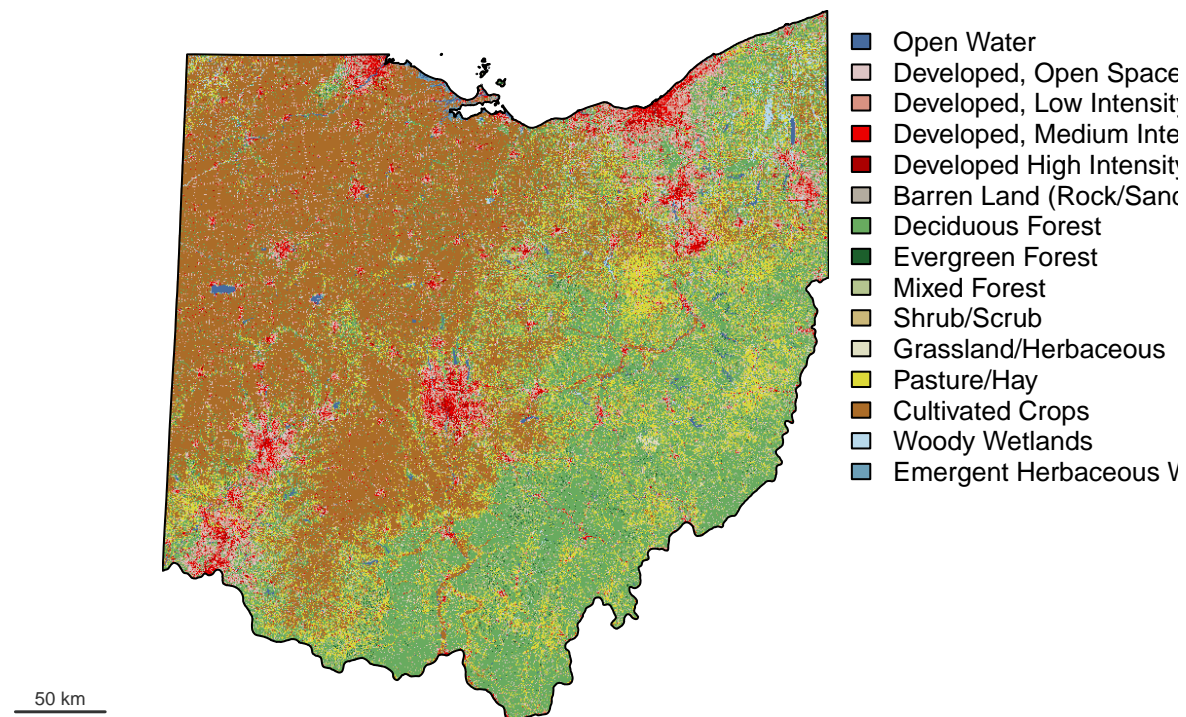 Open Water
Developed, Open Space
Developed, Low Intensity
Developed, Medium Inte
Developed High Intensity
Barren Land (Rock/Sand
Deciduous Forest
Evergreen Forest
Mixed Forest
Shrub/Scrub
Grassland/Herbaceous
Pasture/Hay
Cultivated Crops
Woody Wetlands
Emergent Herbaceous W
50 km